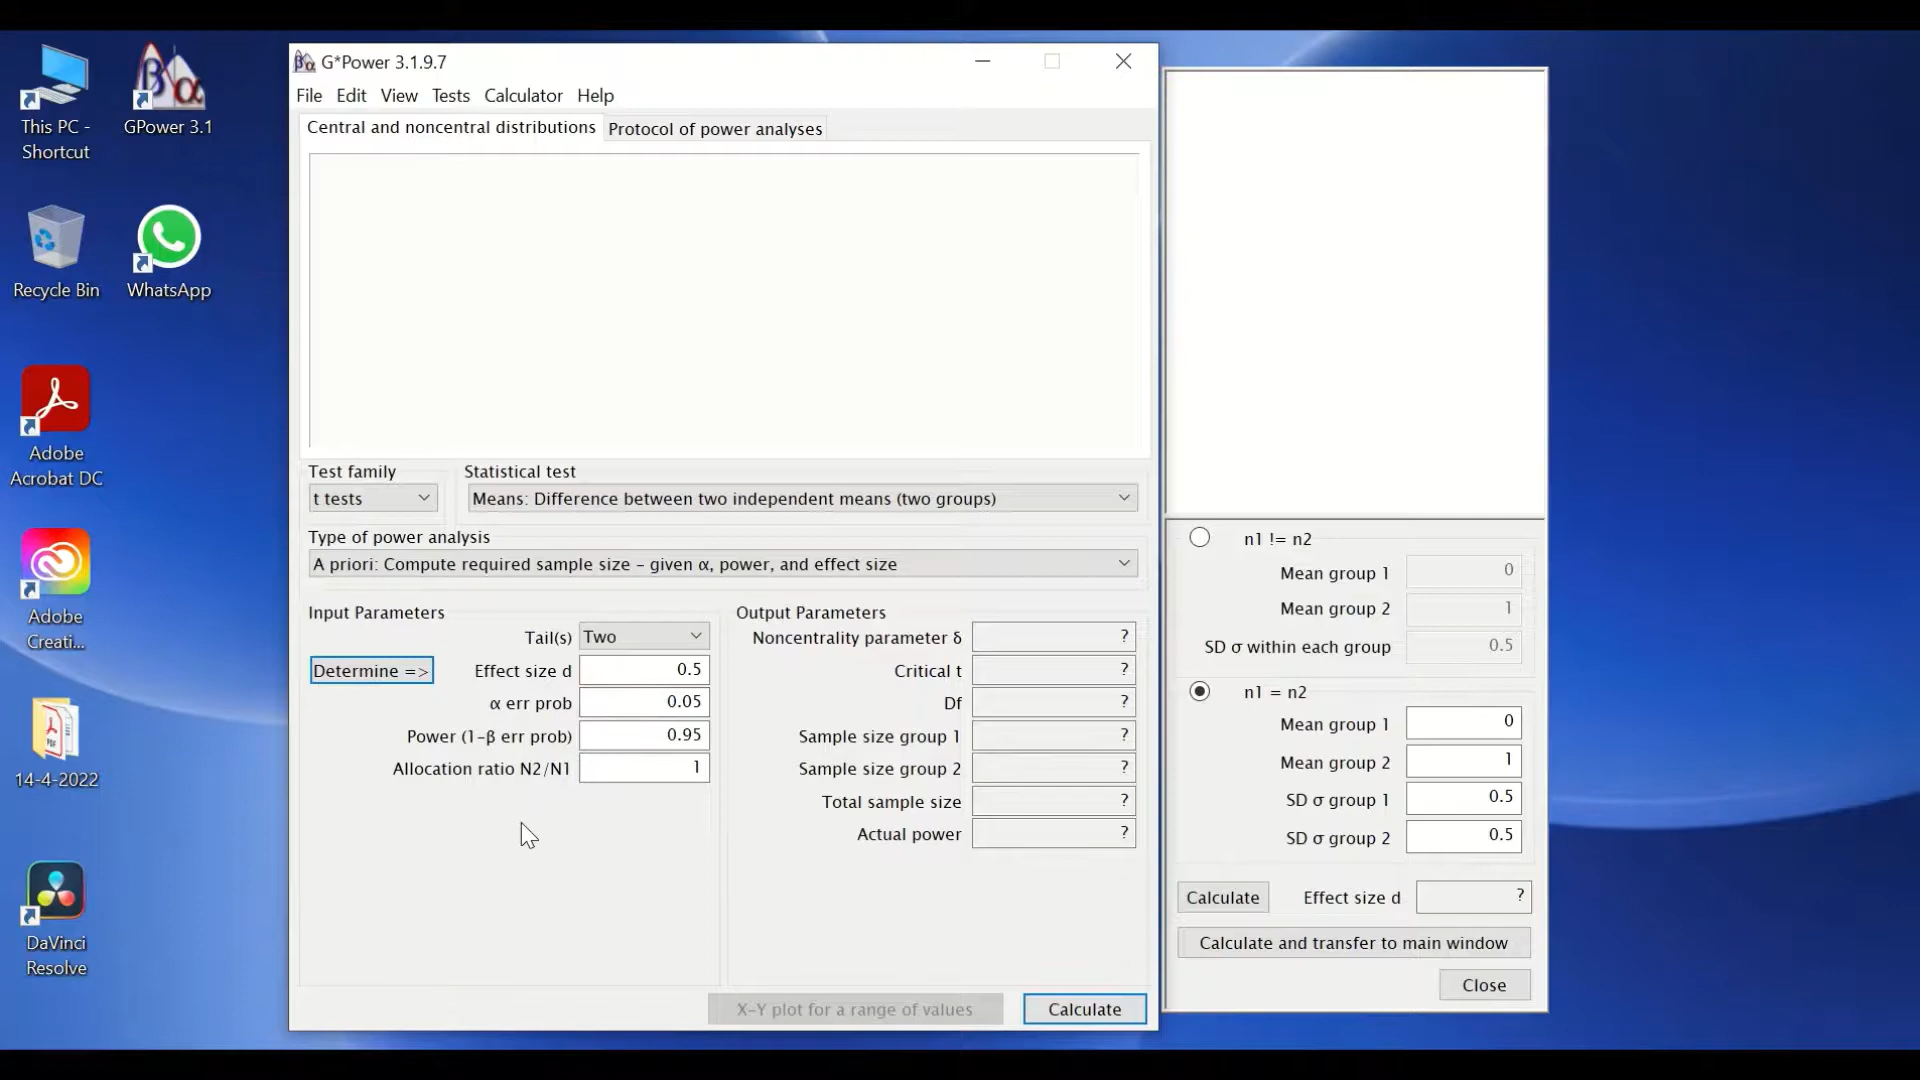 This PC -
Shortcut
GPower 3.1
Recycle Bin
WhatsApp
Adobe
Acrobat DC
Adobe
Creati...
14-4-2022
DaVinci
Resolve
G*Power 3.1.9.7
File Edit View Tests Calculator Help
Central and noncentral distributions Protocol of power analyses
Test family Statistical test
t tests Means: Difference between two independent means (two groups)
Type of power analysis
A priori: Compute required sample size – given α, power, and effect size
Input Parameters
Tail(s) Two
Determine => Effect size d 0.5
α err prob 0.05
Power (1-β err prob) 0.95
Allocation ratio N2/N1 1
Output Parameters
Noncentrality parameter δ ?
Critical t ?
Df ?
Sample size group 1 ?
Sample size group 2 ?
Total sample size ?
Actual power ?
X-Y plot for a range of values Calculate
n1 != n2
Mean group 1 0
Mean group 2 1
SD σ within each group 0.5
n1 = n2
Mean group 1 0
Mean group 2 1
SD σ group 1 0.5
SD σ group 2 0.5
Calculate Effect size d ?
Calculate and transfer to main window
Close